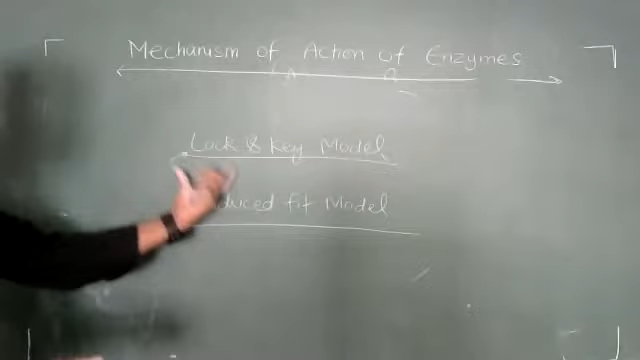 Mechanism of Action of Enzymes
Lock & Key Model
fit Model